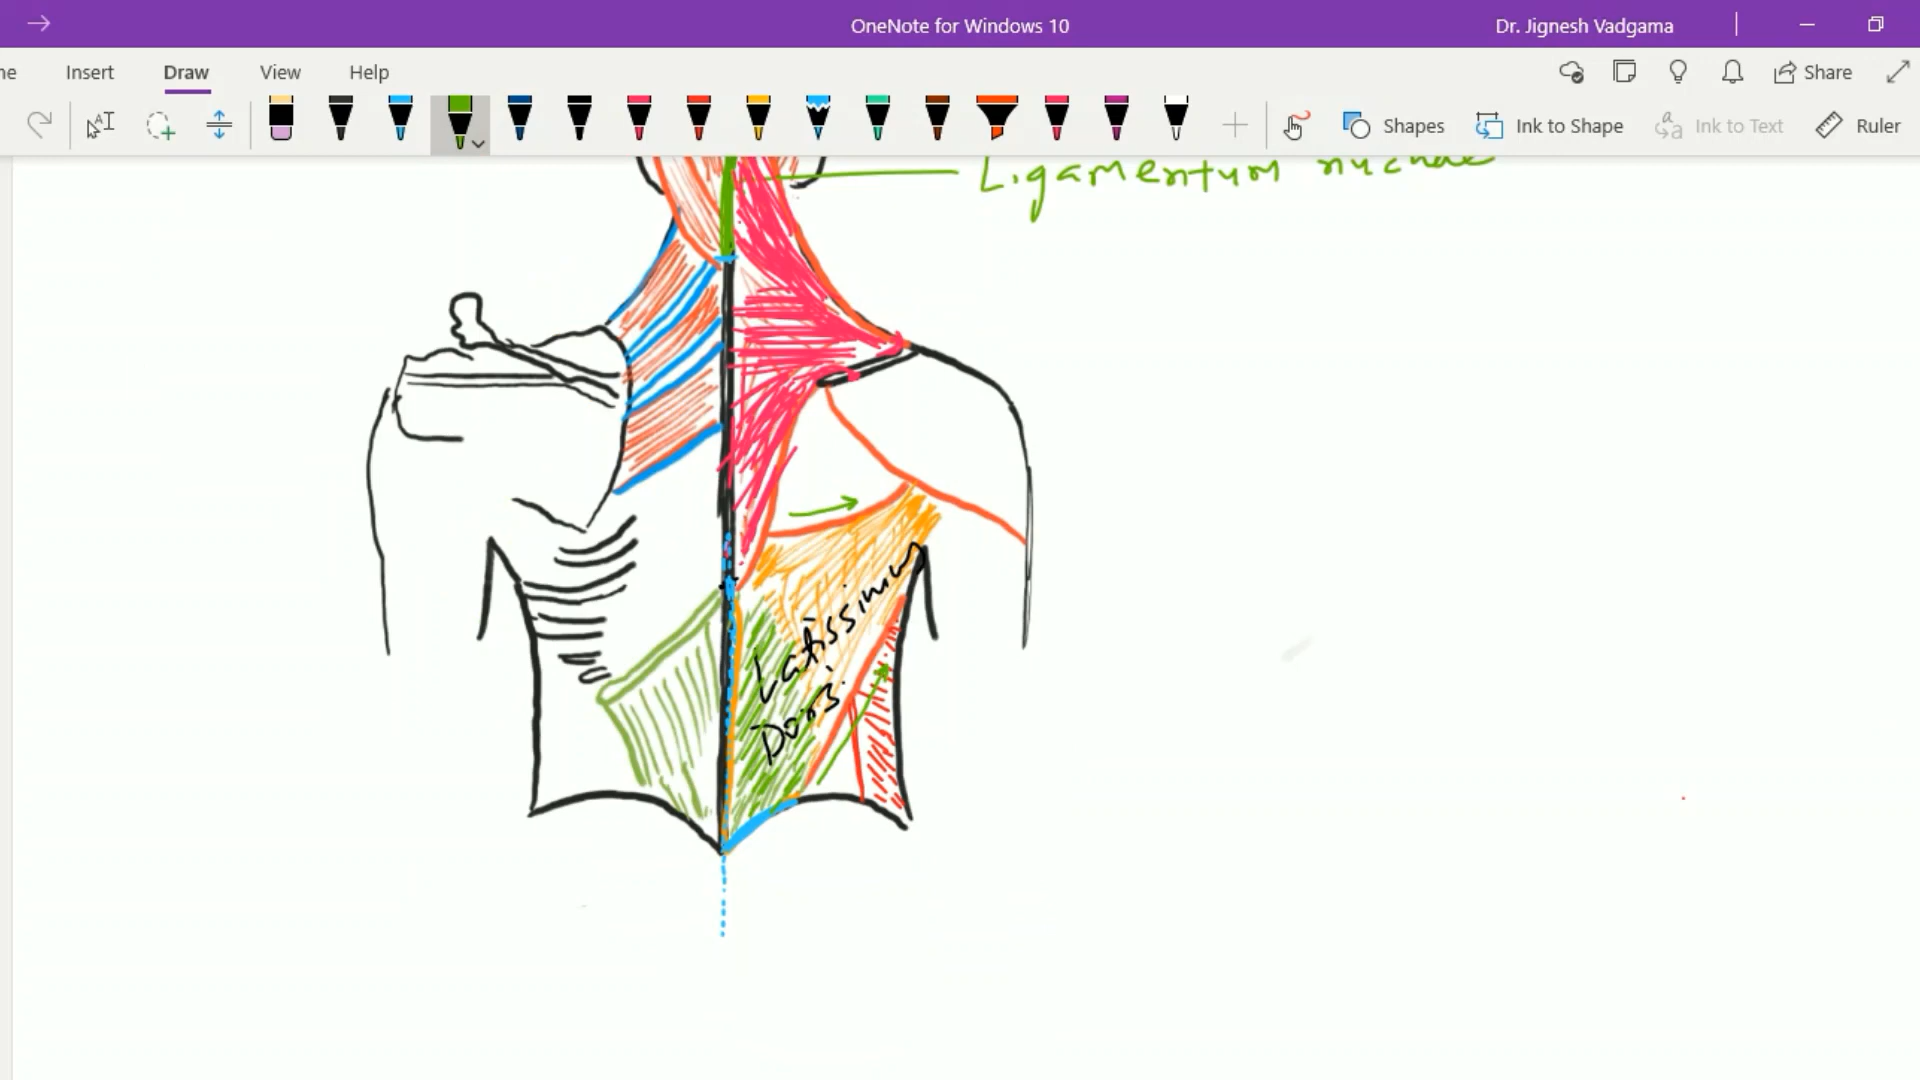 OneNote for Windows 10
Dr. Jignesh Vadgama
Insert Draw View Help
Share
Shapes Ink to Shape Ink to Text Ruler
Ligamentum nuchae
Latissimus
Dorsi